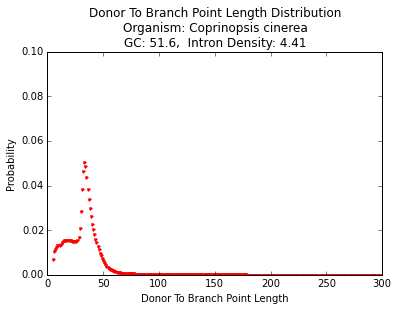 Donor To Branch Point Length Distribution
Organism: Coprinopsis cinerea
GC: 51.6,  Intron Density: 4.41
0.10
0.08
0.06
0.04
0.02
0.00
Probability
0 50 100 150 200 250 300
Donor To Branch Point Length